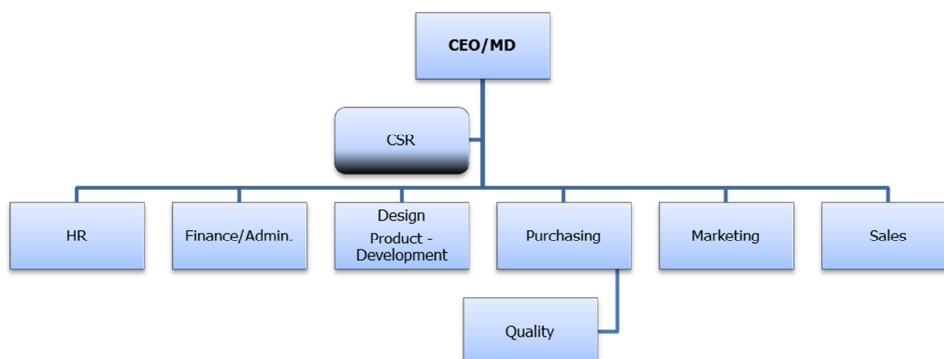 CEO/MD
CSR
HR
Finance/Admin.
Design
Product -
Development
Purchasing
Marketing
Sales
Quality